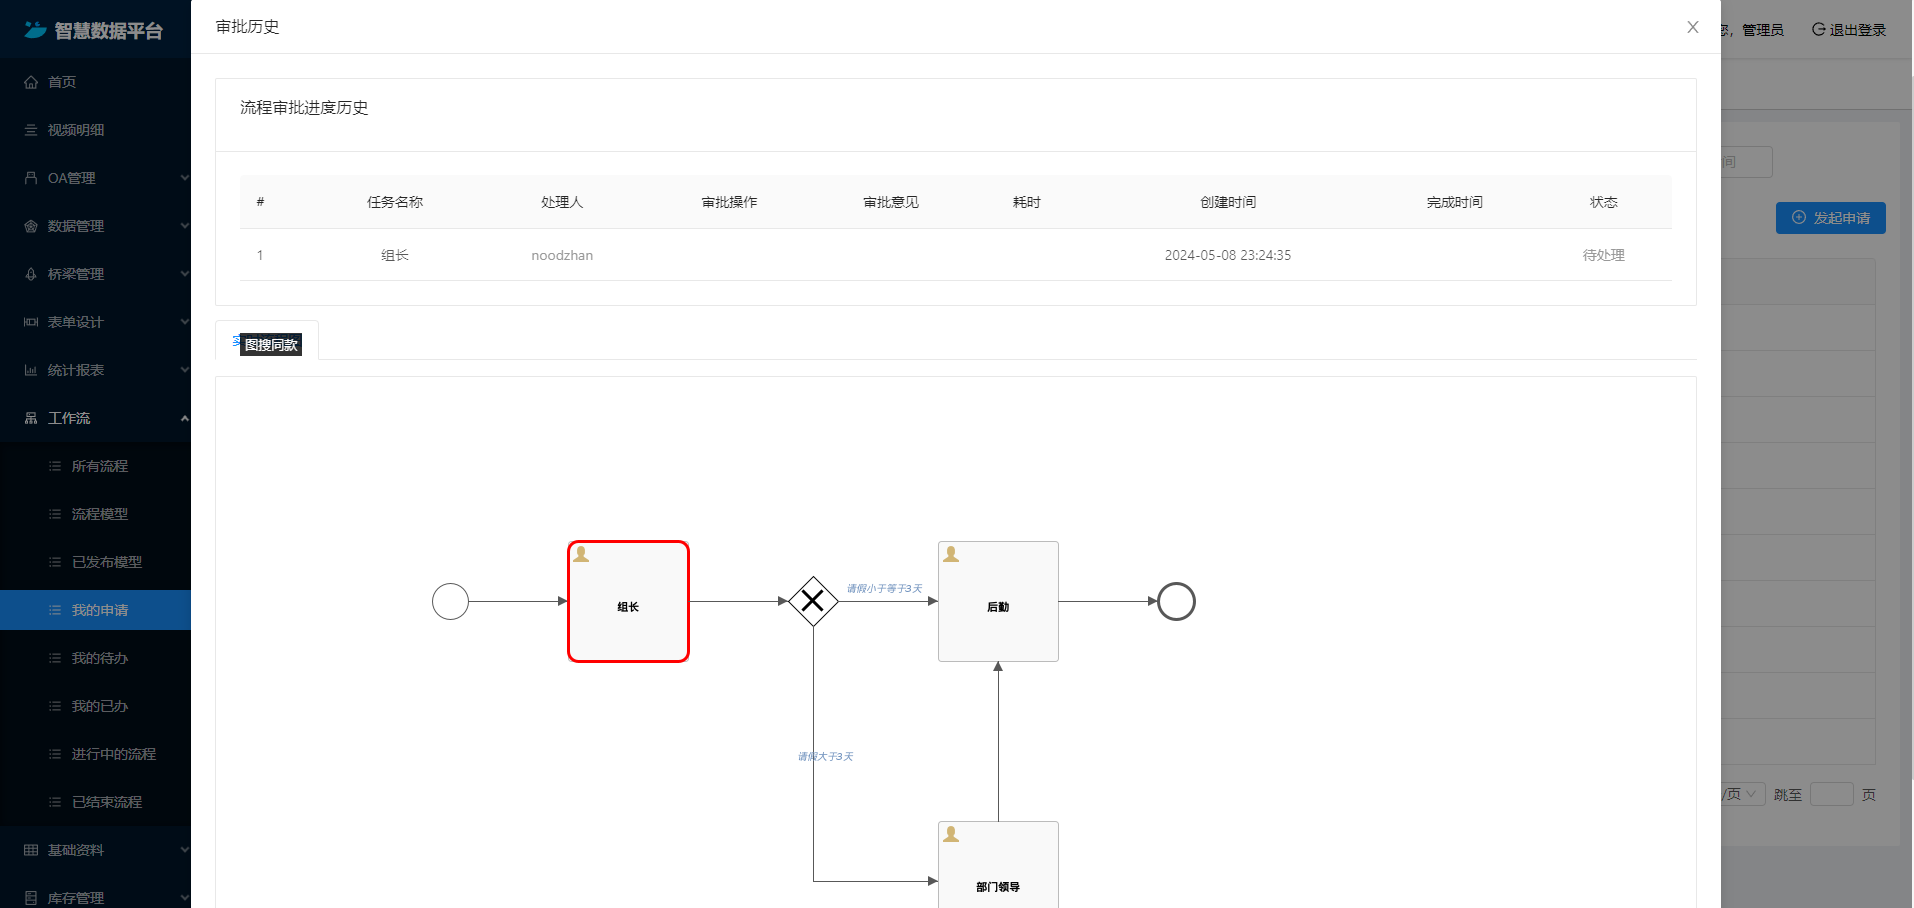 智慧数据平台
首页
视频明细
OA管理
数据管理
桥梁管理
表单设计
统计报表
工作流
所有流程
流程模型
已发布模型
我的申请
我的待办
我的已办
进行中的流程
已结束流程
基础资料
库存管理
审批历史
您，管理员
退出登录
流程审批进度历史
# 任务名称 处理人 审批操作 审批意见 耗时 创建时间 完成时间 状态
1 组长 noodzhan 2024-05-08 23:24:35 待处理
间
发起申请
图搜同款
组长
请假小于等于3天
后勤
请假大于3天
部门领导
/页 跳至 页